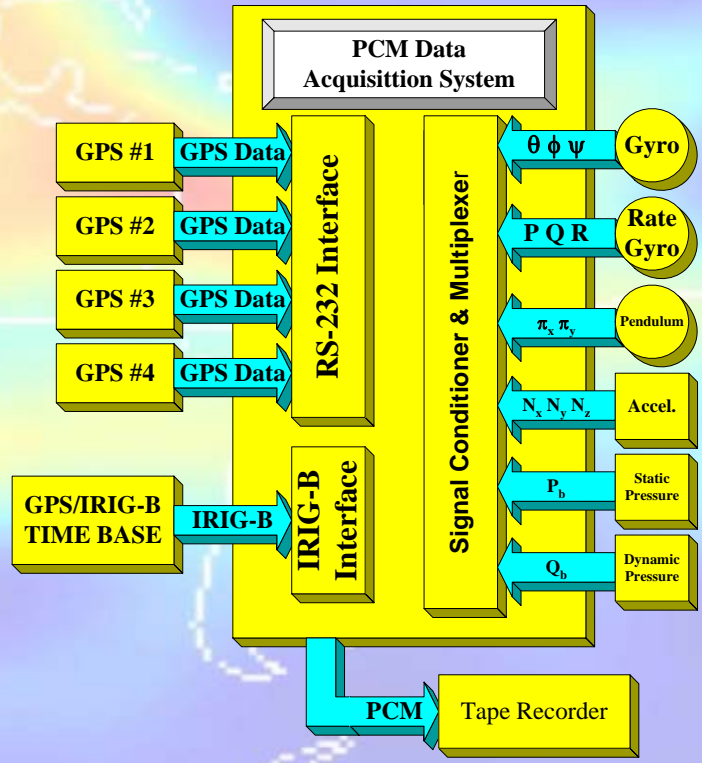 PCM Data
Acquisittion System
GPS #1
GPS Data
GPS #2
GPS Data
GPS #3
GPS Data
GPS #4
GPS Data
RS-232 Interface
GPS/IRIG-B
TIME BASE
IRIG-B
IRIG-B
Interface
Signal Conditioner & Multiplexer
θ ϕ ψ
Gyro
P Q R
Rate
Gyro
πx πy
Pendulum
Nx Ny Nz
Accel.
Pb
Static
Pressure
Qb
Dynamic
Pressure
PCM
Tape Recorder